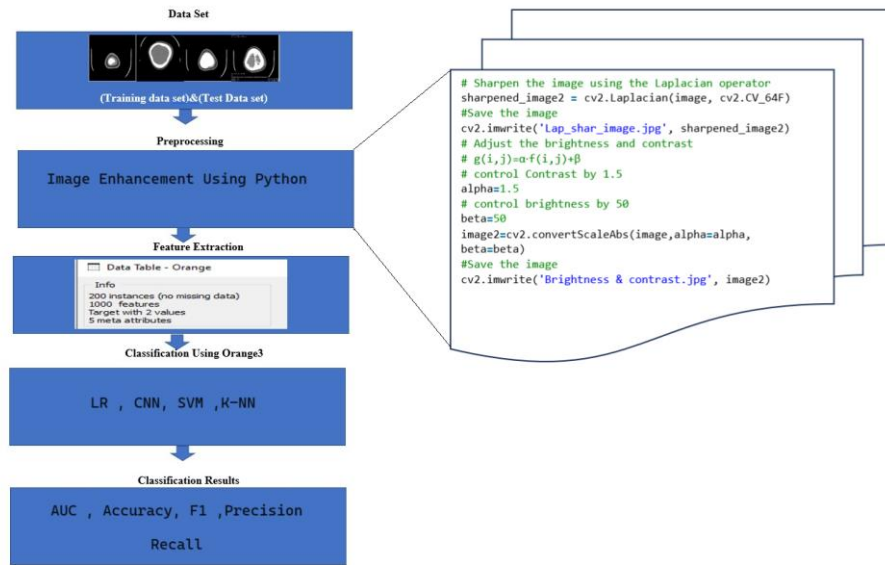 Data Set
(Training data set)&(Test Data set)
Preprocessing
Image Enhancement Using Python
Feature Extraction
Data Table - Orange
Info
200 instances (no missing data)
1000 features
Target with 2 values
5 meta attributes
Classification Using Orange3
LR , CNN, SVM ,K-NN
Classification Results
AUC , Accuracy, F1 ,Precision
Recall
# Sharpen the image using the Laplacian operator
sharpened_image2 = cv2.Laplacian(image, cv2.CV_64F)
#Save the image
cv2.imwrite('Lap_shar_image.jpg', sharpened_image2)
# Adjust the brightness and contrast
# g(i,j)=α·f(i,j)+β
# control Contrast by 1.5
alpha=1.5
# control brightness by 50
beta=50
image2=cv2.convertScaleAbs(image,alpha=alpha,
beta=beta)
#Save the image
cv2.imwrite('Brightness & contrast.jpg', image2)